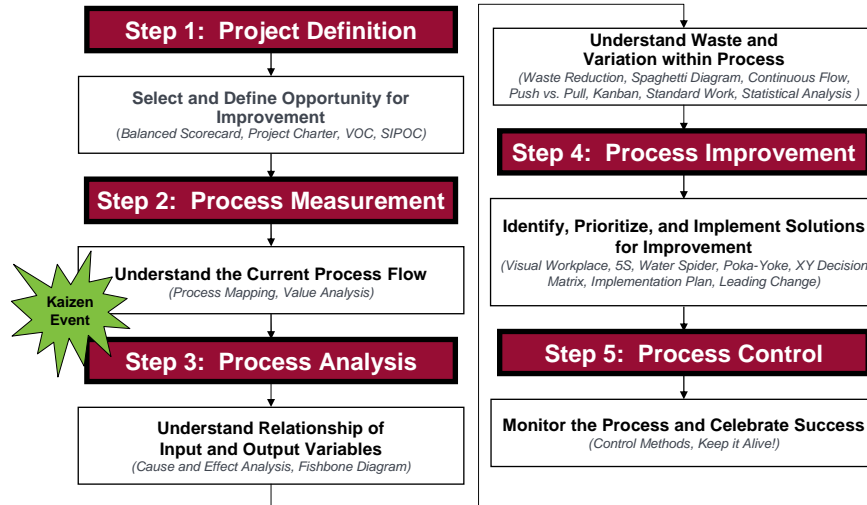 Step 1: Project Definition
Select and Define Opportunity for
Improvement
(Balanced Scorecard, Project Charter, VOC, SIPOC)
Step 2: Process Measurement
Understand the Current Process Flow
(Process Mapping, Value Analysis)
Kaizen
Event
Step 3: Process Analysis
Understand Relationship of
Input and Output Variables
(Cause and Effect Analysis, Fishbone Diagram)
Understand Waste and
Variation within Process
(Waste Reduction, Spaghetti Diagram, Continuous Flow,
Push vs. Pull, Kanban, Standard Work, Statistical Analysis )
Step 4: Process Improvement
Identify, Prioritize, and Implement Solutions
for Improvement
(Visual Workplace, 5S, Water Spider, Poka-Yoke, XY Decision
Matrix, Implementation Plan, Leading Change)
Step 5: Process Control
Monitor the Process and Celebrate Success
(Control Methods, Keep it Alive!)